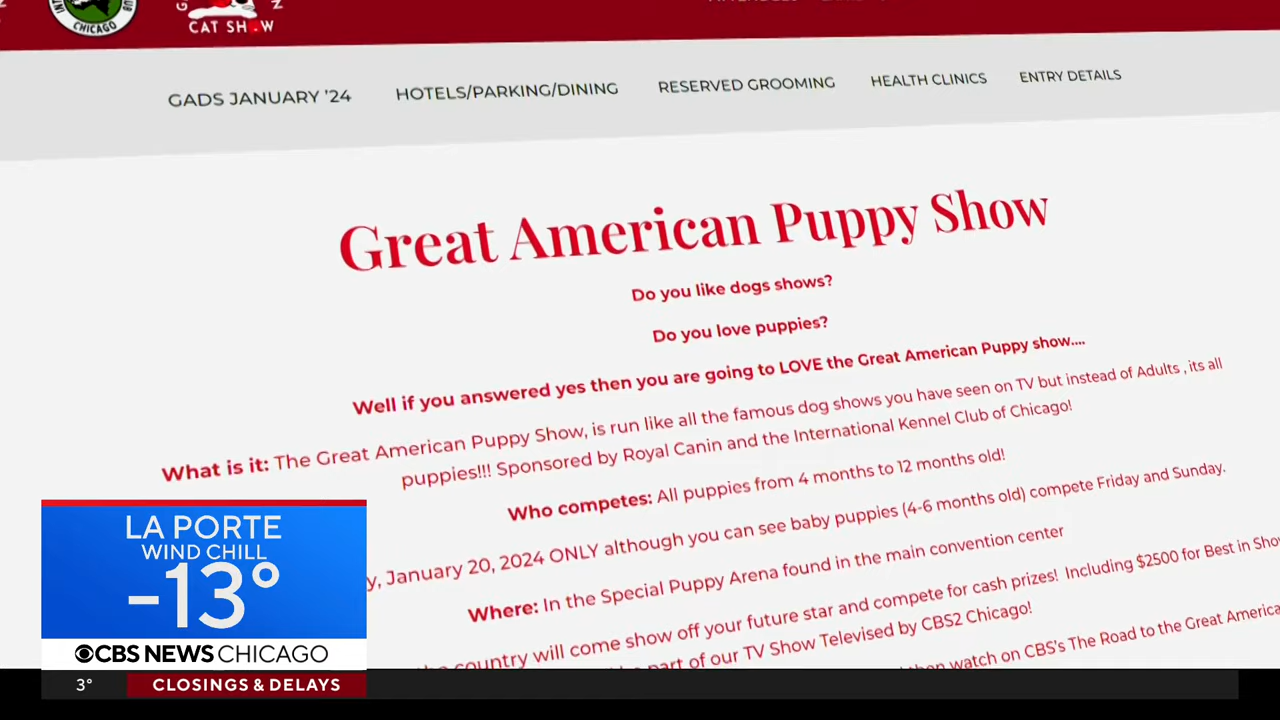 CHICAGO
CAT SHOW
GADS JANUARY '24
HOTELS/PARKING/DINING
RESERVED GROOMING
HEALTH CLINICS
ENTRY DETAILS
Great American Puppy Show
Do you like dogs shows?
Do you love puppies?
Well if you answered yes then you are going to LOVE the Great American Puppy show....
What is it: The Great American Puppy Show, is run like all the famous dog shows you have seen on TV but instead of Adults , its all
puppies!!! Sponsored by Royal Canin and the International Kennel Club of Chicago!
Who competes: All puppies from 4 months to 12 months old!
January 20, 2024 ONLY although you can see baby puppies (4-6 months old) compete Friday and Sunday.
Where: In the Special Puppy Arena found in the main convention center
the country will come show off your future star and compete for cash prizes! Including $2500 for Best in Show
part of our TV Show Televised by CBS2 Chicago!
then watch on CBS's The Road to the Great America
LA PORTE
WIND CHILL
-13°
CBS NEWS CHICAGO
3°
CLOSINGS & DELAYS